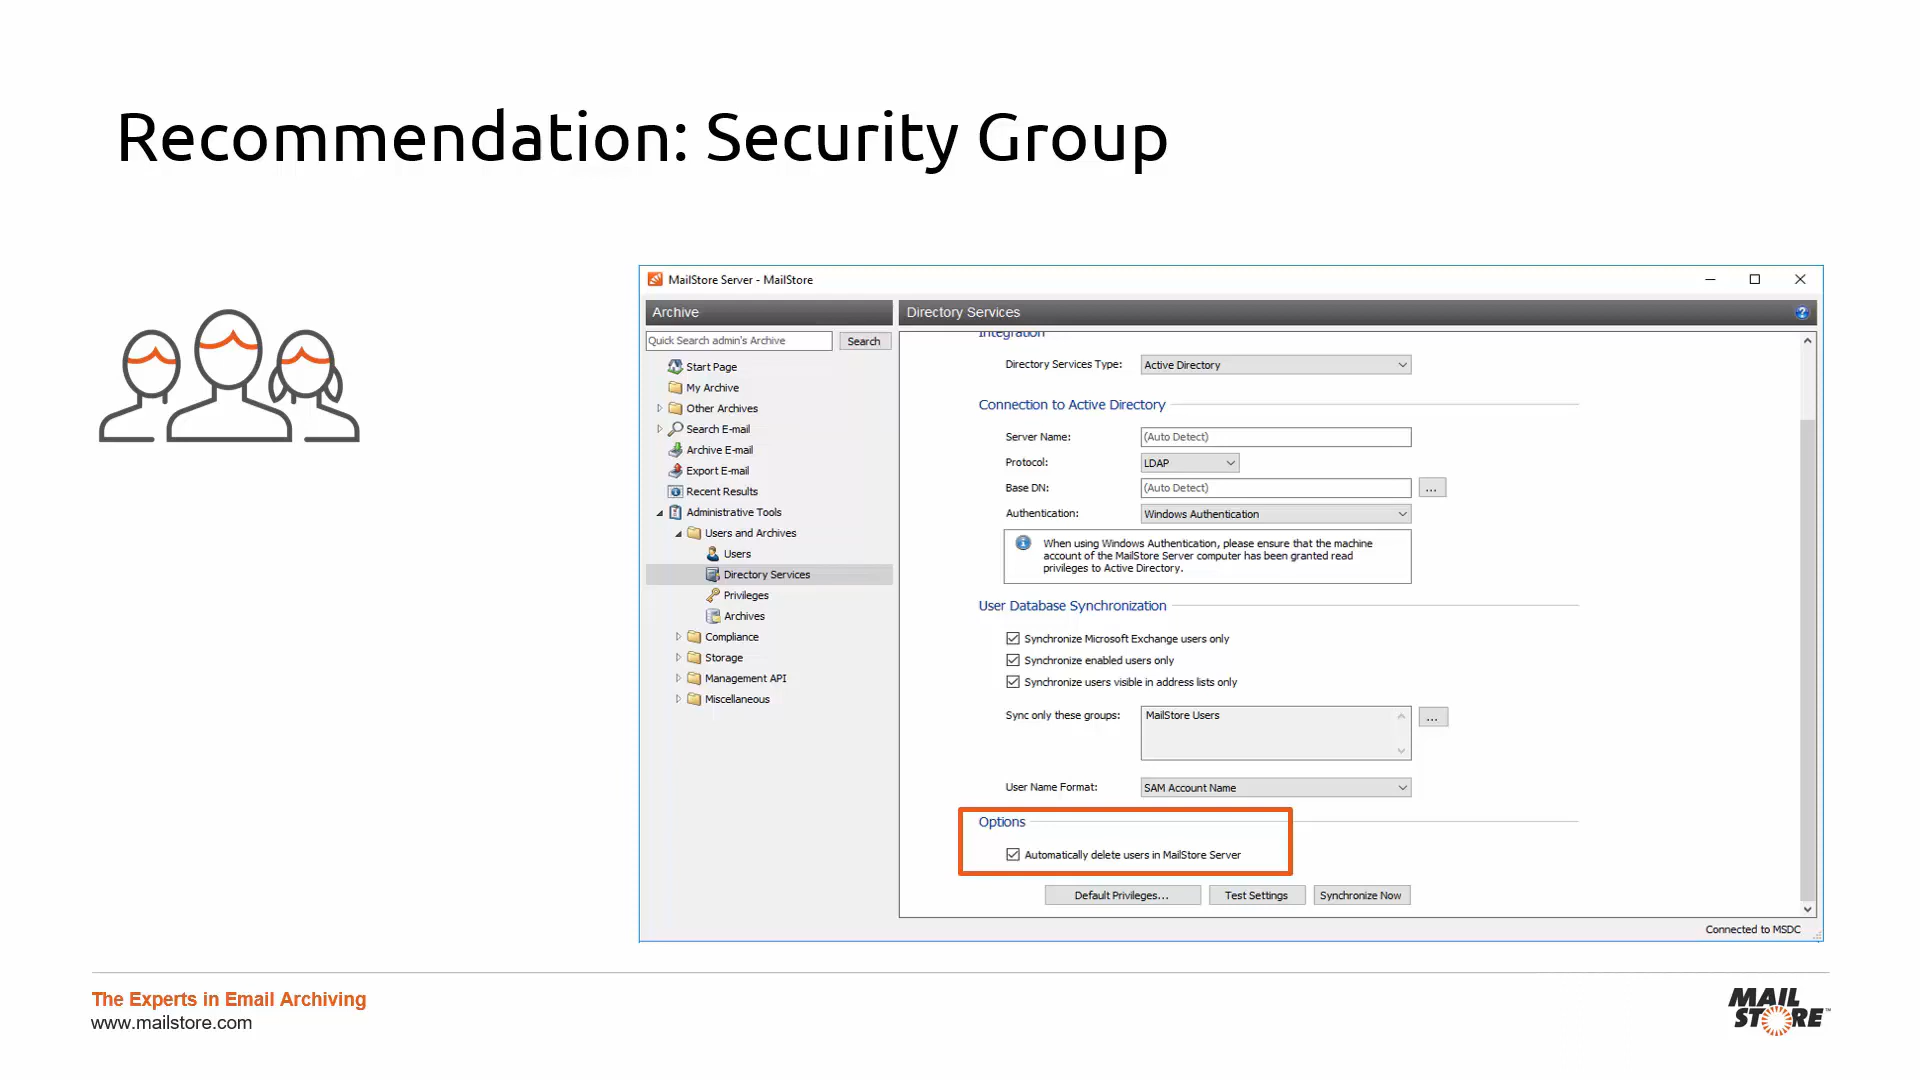 Recommendation: Security Group
MailStore Server - MailStore
Archive
Directory Services
Quick Search admin's Archive
Search
Start Page
My Archive
Other Archives
Search E-mail
Archive E-mail
Export E-mail
Recent Results
Administrative Tools
Users and Archives
Users
Directory Services
Privileges
Archives
Compliance
Storage
Management API
Miscellaneous
Integration
Directory Services Type: Active Directory
Connection to Active Directory
Server Name: (Auto Detect)
Protocol: LDAP
Base DN: (Auto Detect) ...
Authentication: Windows Authentication
When using Windows Authentication, please ensure that the machine
account of the MailStore Server computer has been granted read
privileges to Active Directory.
User Database Synchronization
Synchronize Microsoft Exchange users only
Synchronize enabled users only
Synchronize users visible in address lists only
Sync only these groups: MailStore Users ...
User Name Format: SAM Account Name
Options
Automatically delete users in MailStore Server
Default Privileges... Test Settings Synchronize Now
Connected to MSDC
The Experts in Email Archiving
www.mailstore.com
MAIL
STORE™